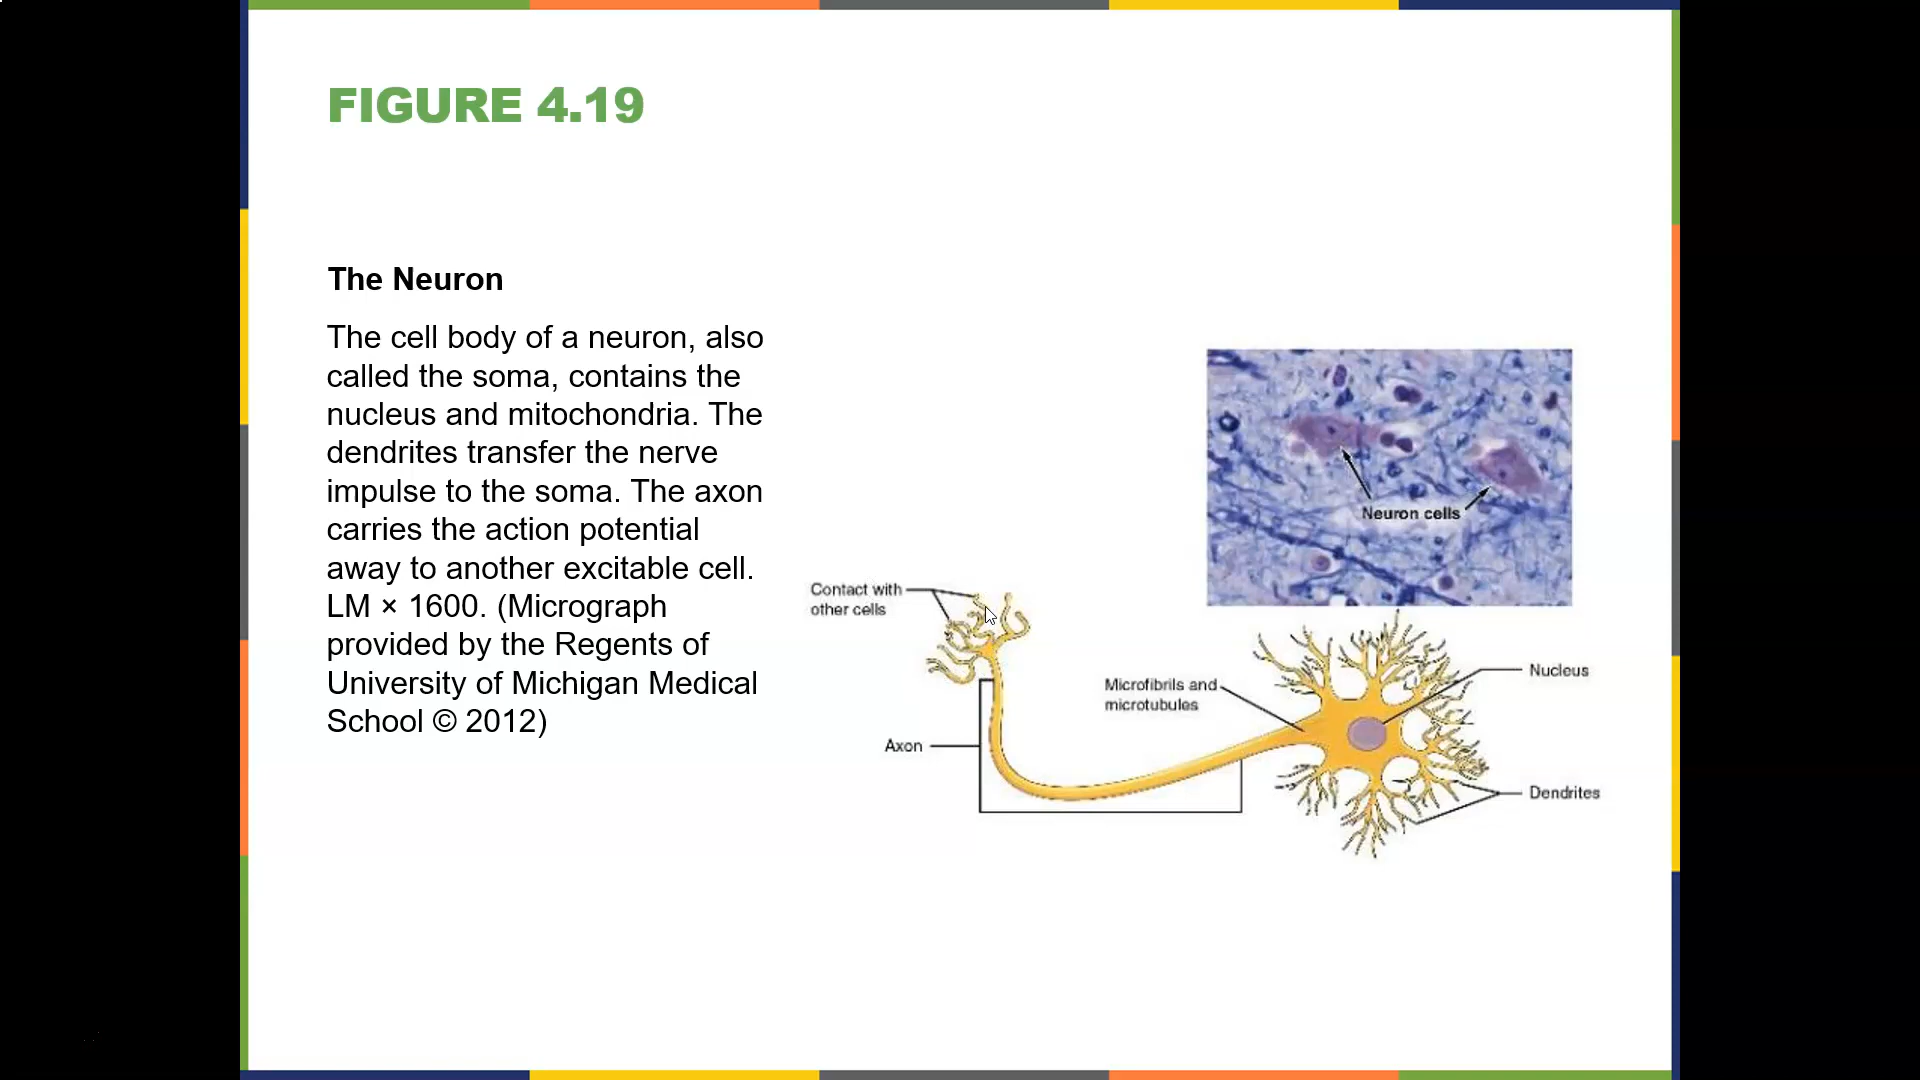 FIGURE 4.19
The Neuron
The cell body of a neuron, also
called the soma, contains the
nucleus and mitochondria. The
dendrites transfer the nerve
impulse to the soma. The axon
carries the action potential
away to another excitable cell.
LM × 1600. (Micrograph
provided by the Regents of
University of Michigan Medical
School © 2012)
Neuron cells
Contact with
other cells
Microfibrils and
microtubules
Nucleus
Axon
Dendrites